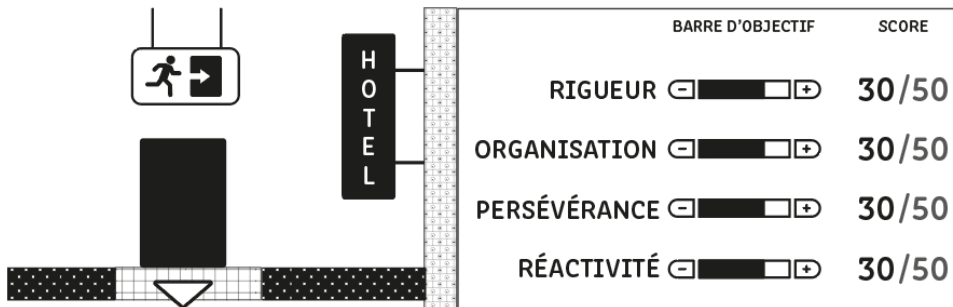 HOTEL
BARRE D'OBJECTIF SCORE
RIGUEUR - + 30/50
ORGANISATION - + 30/50
PERSÉVÉRANCE - + 30/50
RÉACTIVITÉ - + 30/50